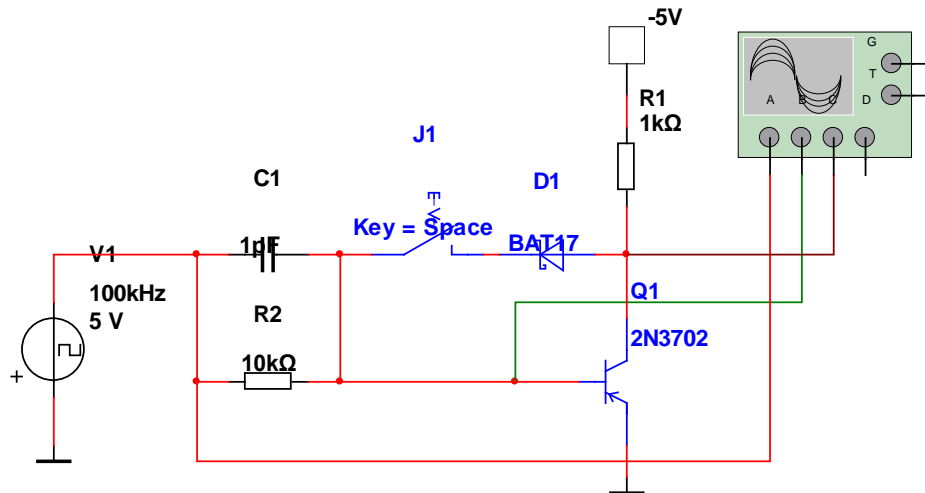 -5V
G
T
A B C D
R1
1kΩ
J1
C1
D1
Key = Space
1pF
BAT17
V1
100kHz
5 V
R2
10kΩ
Q1
2N3702
+